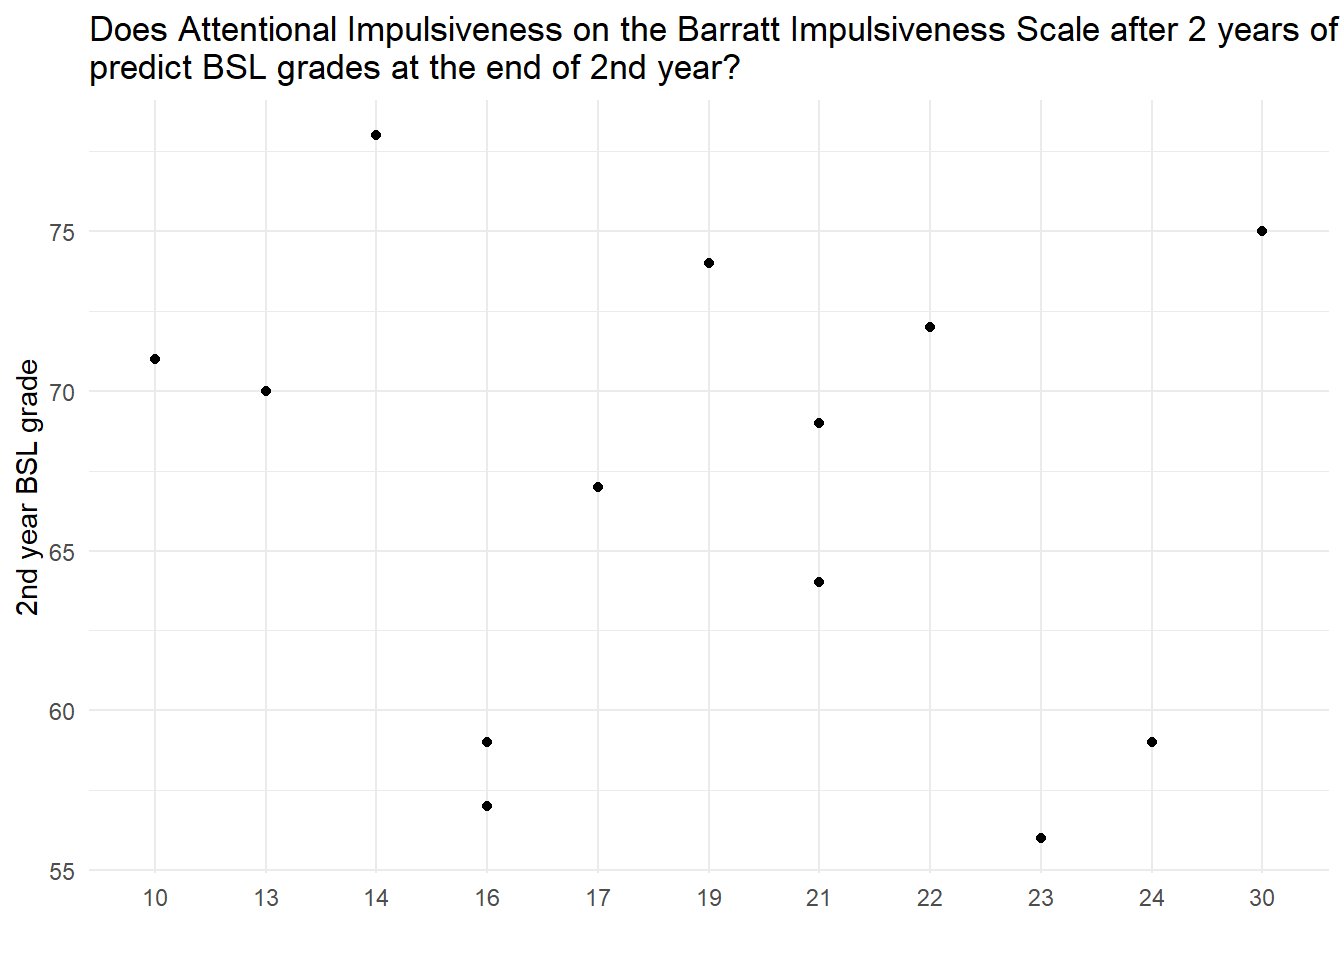 Does Attentional Impulsiveness on the Barratt Impulsiveness Scale after 2 years of
predict BSL grades at the end of 2nd year?
2nd year BSL grade
75
70
65
60
55
10 13 14 16 17 19 21 22 23 24 30